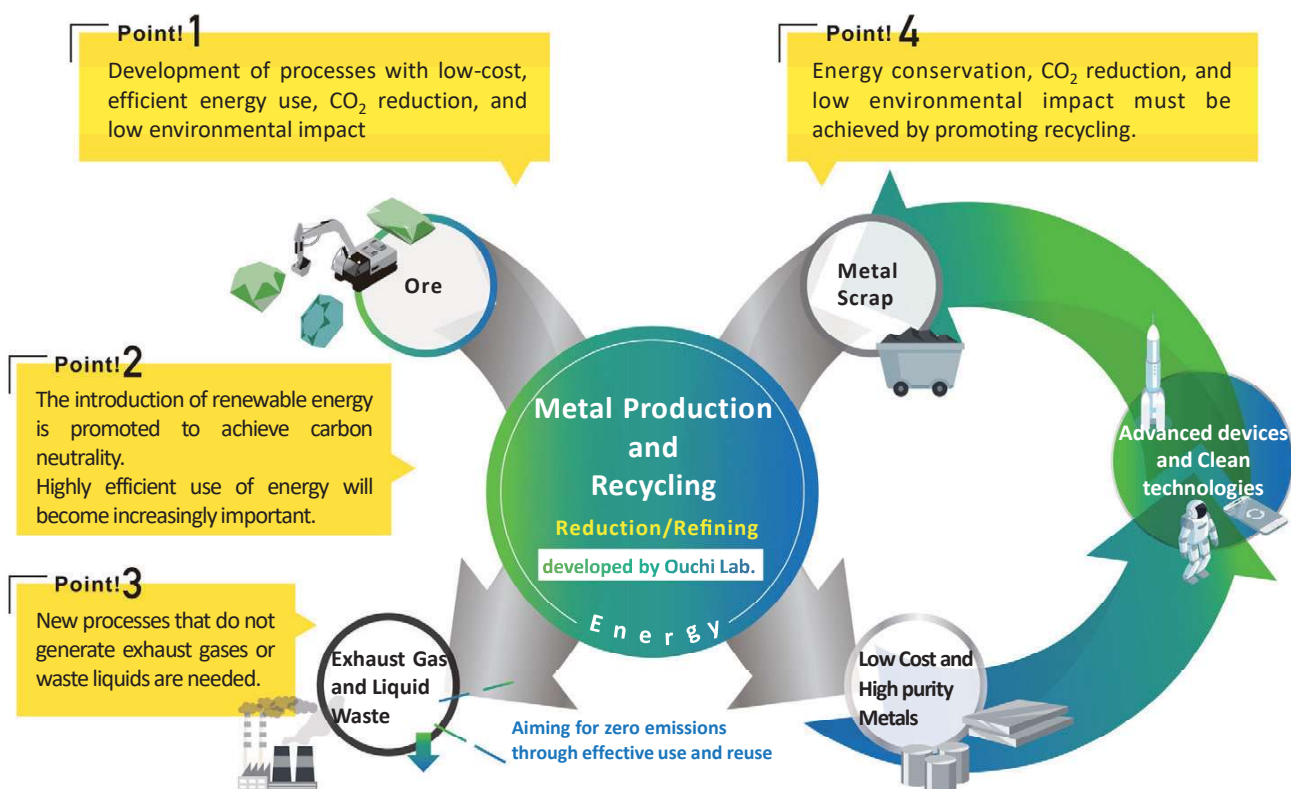 Point! 1
Development of processes with low-cost,
efficient energy use, CO₂ reduction, and
low environmental impact
Point! 4
Energy conservation, CO₂ reduction, and
low environmental impact must be
achieved by promoting recycling.
Ore
Metal
Scrap
Point! 2
The introduction of renewable energy
is promoted to achieve carbon
neutrality.
Highly efficient use of energy will
become increasingly important.
Metal Production
and
Recycling
Reduction/Refining
developed by Ouchi Lab.
Energy
Advanced devices
and Clean
technologies
Point! 3
New processes that do not
generate exhaust gases or
waste liquids are needed.
Exhaust Gas
and Liquid
Waste
Aiming for zero emissions
through effective use and reuse
Low Cost and
High purity
Metals